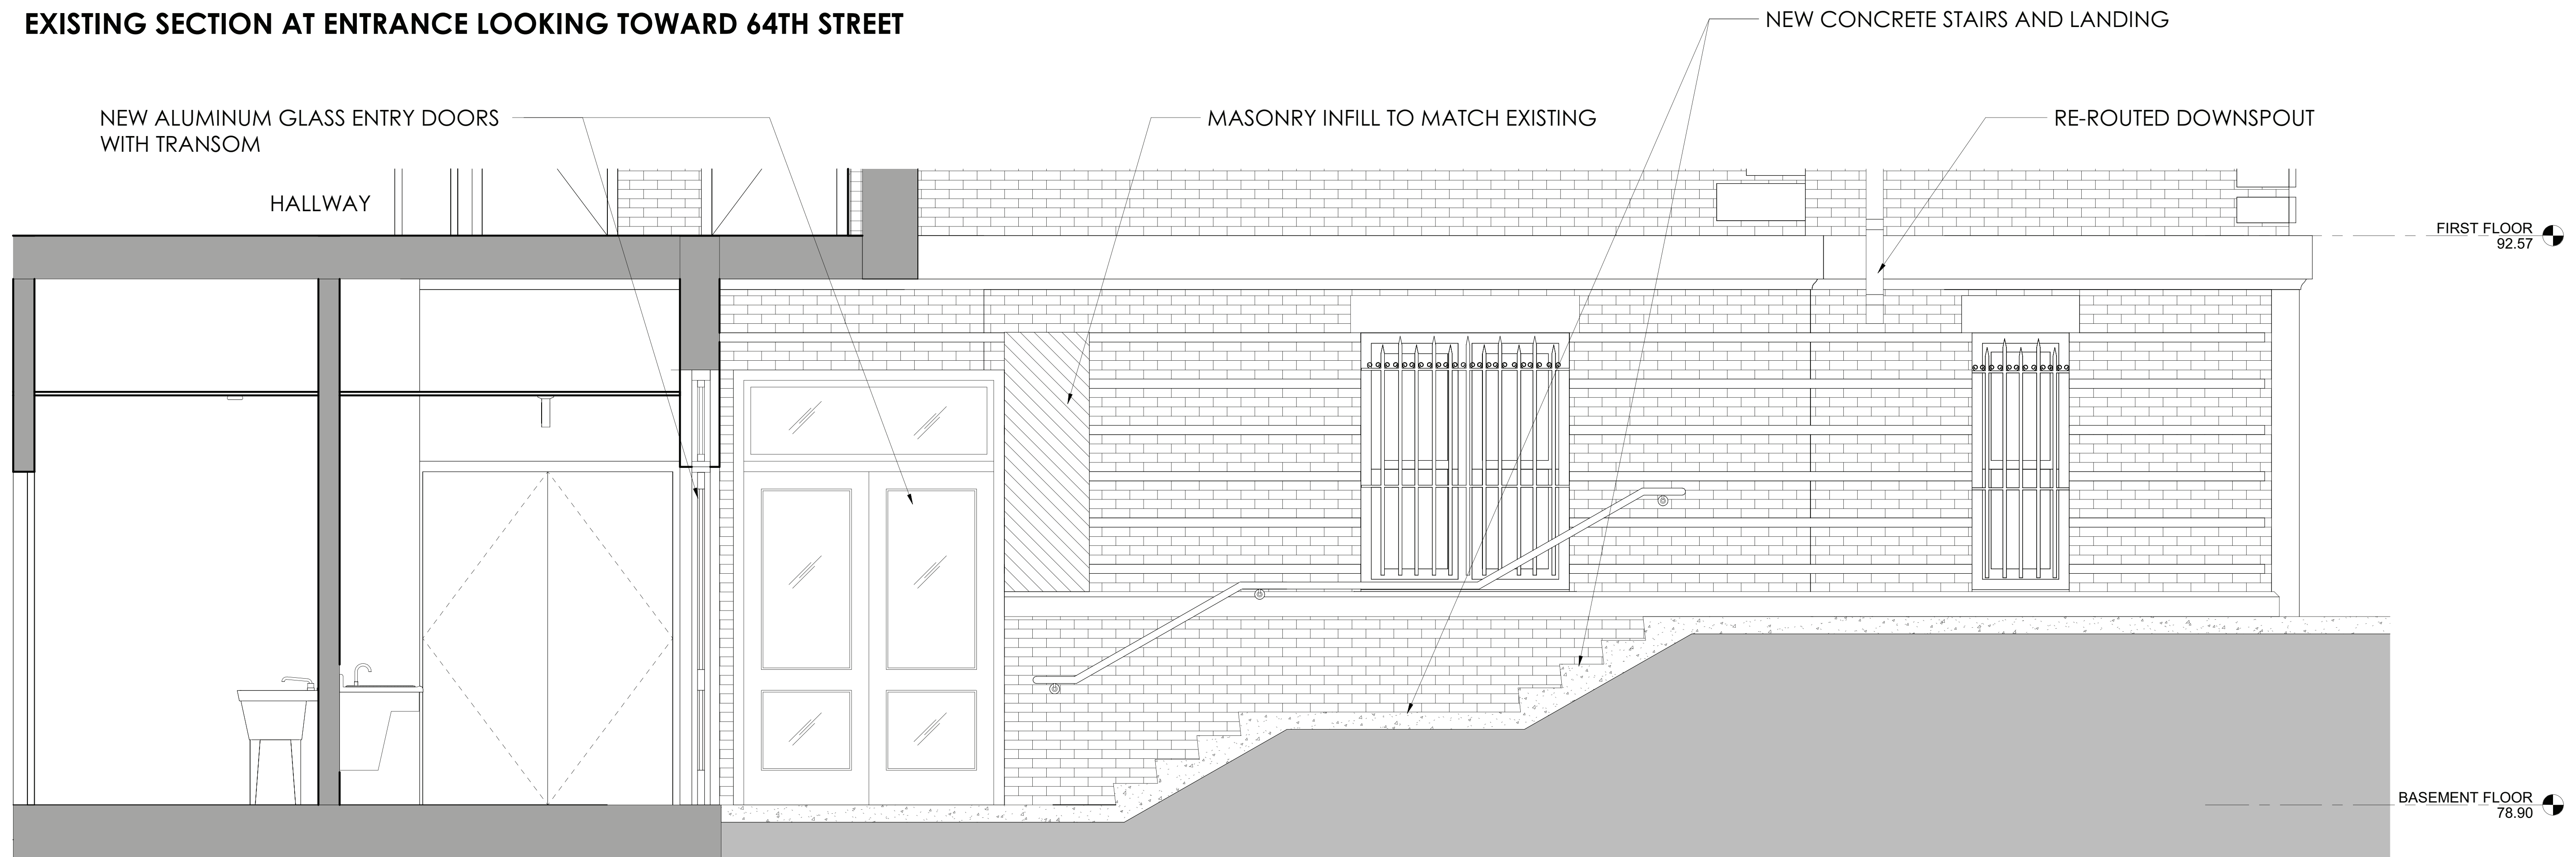 EXISTING SECTION AT ENTRANCE LOOKING TOWARD 64TH STREET
NEW CONCRETE STAIRS AND LANDING
NEW ALUMINUM GLASS ENTRY DOORS
WITH TRANSOM
MASONRY INFILL TO MATCH EXISTING
RE-ROUTED DOWNSPOUT
HALLWAY
FIRST FLOOR
92.57
BASEMENT FLOOR
78.90